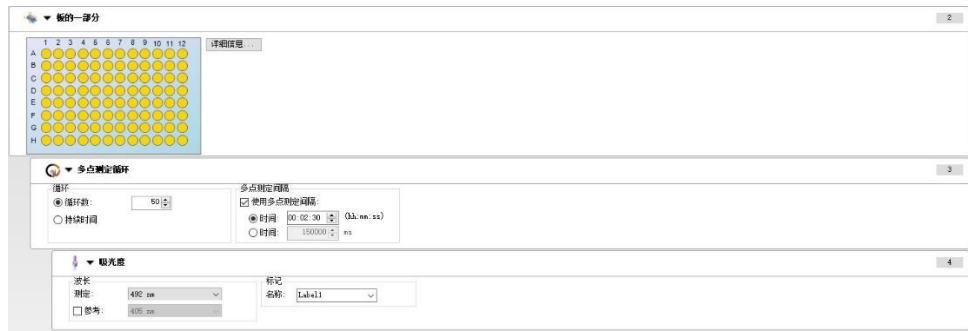 板的一部分 2
1 2 3 4 5 6 7 8 9 10 11 12
详细信息...
A
B
C
D
E
F
G
H
多点测定循环 3
循环
循环数: 50
持续时间
多点测定间隔
使用多点测定间隔:
时间: 00:02:30 (hh:mm:ss)
时间: 150000 ms
吸光度 4
波长
测定: 492 nm
参考: 405 nm
标记
名称: Label1